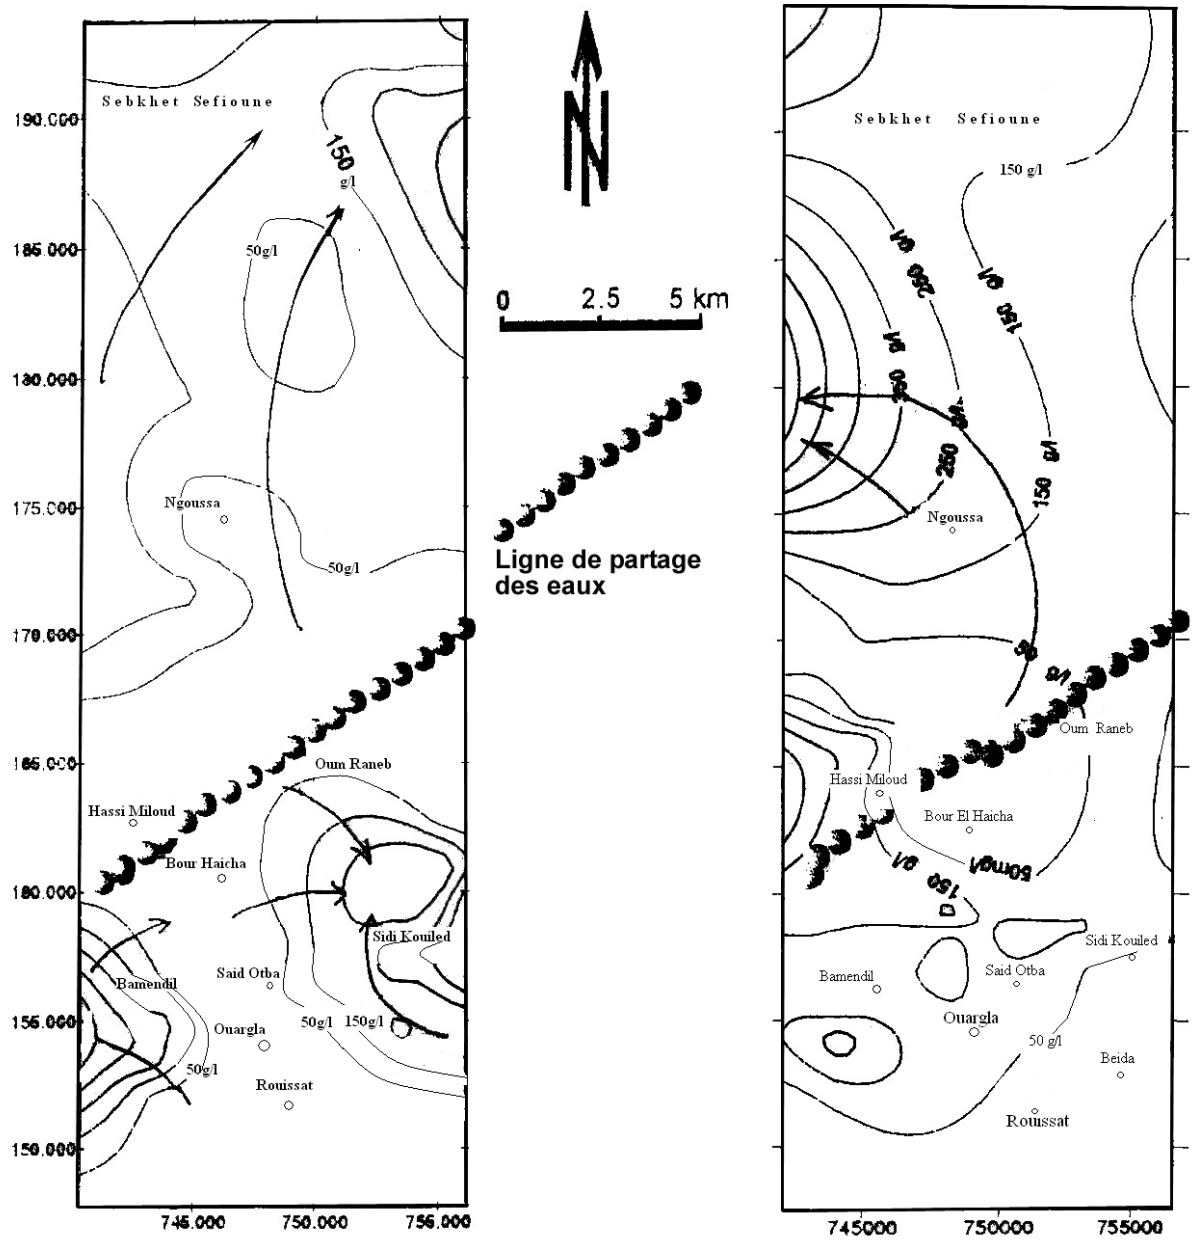 Sebkhet Sefioune
190.000
150
g/l
185.000
50g/l
180.000
Ngoussa
175.000
50g/l
170.000
165.000
Oum Raneb
Hassi Miloud
Bour Haicha
180.000
Sidi Kouiled
Said Otba
Bamendil
155.000
50g/l
150g/l
Ouargla
50g/l
Rouissat
150.000
745.000
750.000
755.000
N
0
2.5
5 km
Ligne de partage
des eaux
Sebkhet Sefioune
150 g/l
250 g/l
150 g/l
350 g/l
250 g/l
150 g/l
Ngoussa
50 g/l
Oum Raneb
Hassi Miloud
Bour El Haicha
150 g/l
50mg/l
Sidi Kouiled
Said Otba
Bamendil
Ouargla
50 g/l
Beida
Rouissat
745000
750000
755000